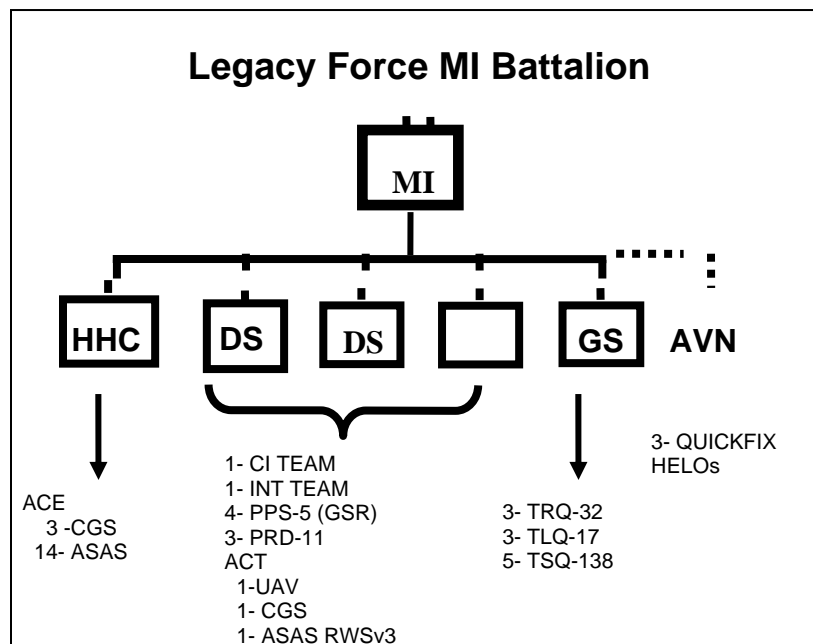 Legacy Force MI Battalion
MI
HHC
DS
DS
GS
AVN
ACE
3 -CGS
14- ASAS
1- CI TEAM
1- INT TEAM
4- PPS-5 (GSR)
3- PRD-11
ACT
1-UAV
1- CGS
1- ASAS RWSv3
3- TRQ-32
3- TLQ-17
5- TSQ-138
3- QUICKFIX
HELOs